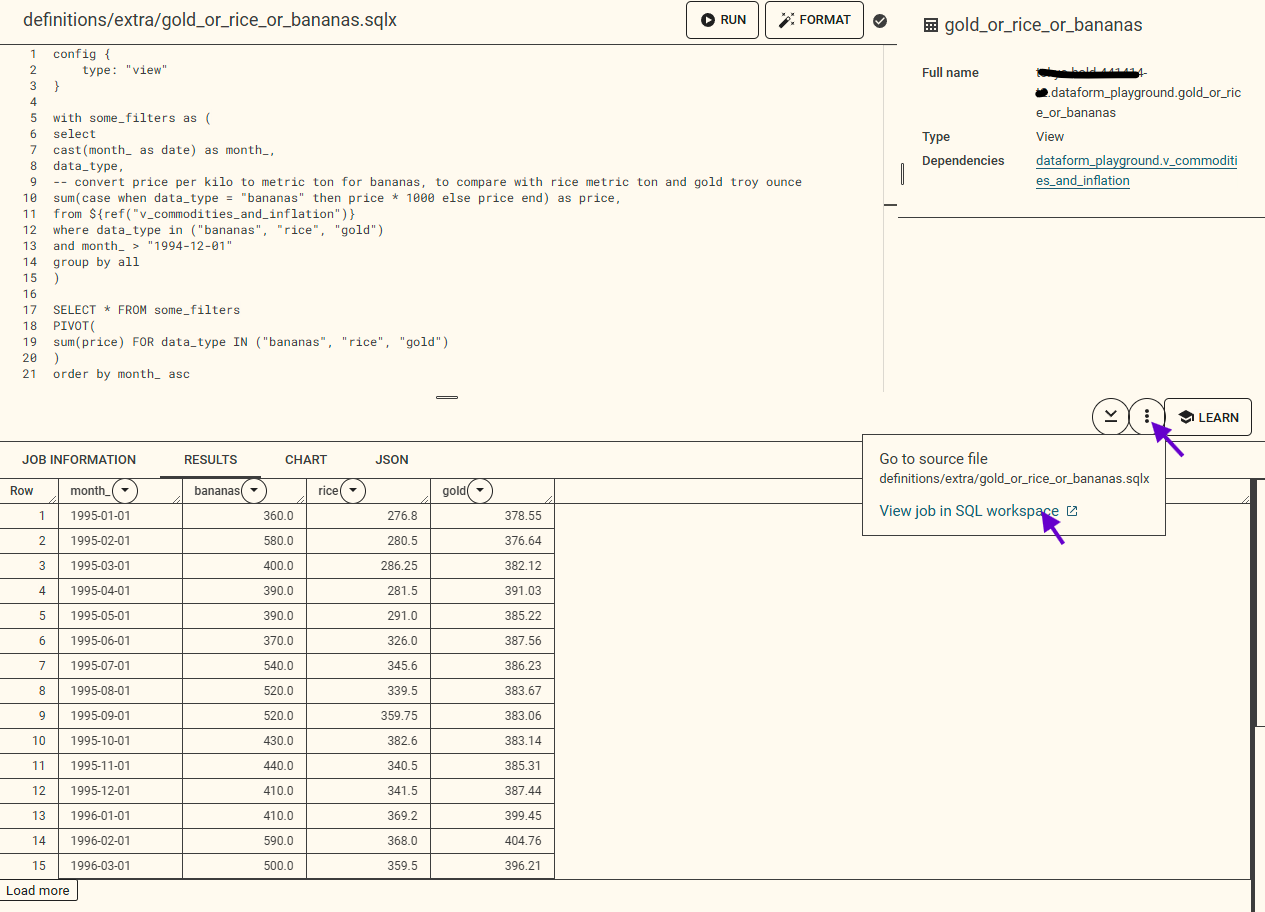 definitions/extra/gold_or_rice_or_bananas.sqlx
RUN
FORMAT
1 config {
2 type: "view"
3 }
4
5 with some_filters as (
6 select
7 cast(month_ as date) as month_,
8 data_type,
9 -- convert price per kilo to metric ton for bananas, to compare with rice metric ton and gold troy ounce
10 sum(case when data_type = "bananas" then price * 1000 else price end) as price,
11 from ${ref("v_commodities_and_inflation")}
12 where data_type in ("bananas", "rice", "gold")
13 and month_ > "1994-12-01"
14 group by all
15 )
16
17 SELECT * FROM some_filters
18 PIVOT(
19 sum(price) FOR data_type IN ("bananas", "rice", "gold")
20 )
21 order by month_ asc
gold_or_rice_or_bananas
Full name
.dataform_playground.gold_or_ric
e_or_bananas
Type View
Dependencies dataform_playground.v_commoditi
es_and_inflation
LEARN
Go to source file
definitions/extra/gold_or_rice_or_bananas.sqlx
View job in SQL workspace
JOB INFORMATION RESULTS CHART JSON
Row month_ bananas rice gold
1 1995-01-01 360.0 276.8 378.55
2 1995-02-01 580.0 280.5 376.64
3 1995-03-01 400.0 286.25 382.12
4 1995-04-01 390.0 281.5 391.03
5 1995-05-01 390.0 291.0 385.22
6 1995-06-01 370.0 326.0 387.56
7 1995-07-01 540.0 345.6 386.23
8 1995-08-01 520.0 339.5 383.67
9 1995-09-01 520.0 359.75 383.06
10 1995-10-01 430.0 382.6 383.14
11 1995-11-01 440.0 340.5 385.31
12 1995-12-01 410.0 341.5 387.44
13 1996-01-01 410.0 369.2 399.45
14 1996-02-01 590.0 368.0 404.76
15 1996-03-01 500.0 359.5 396.21
Load more